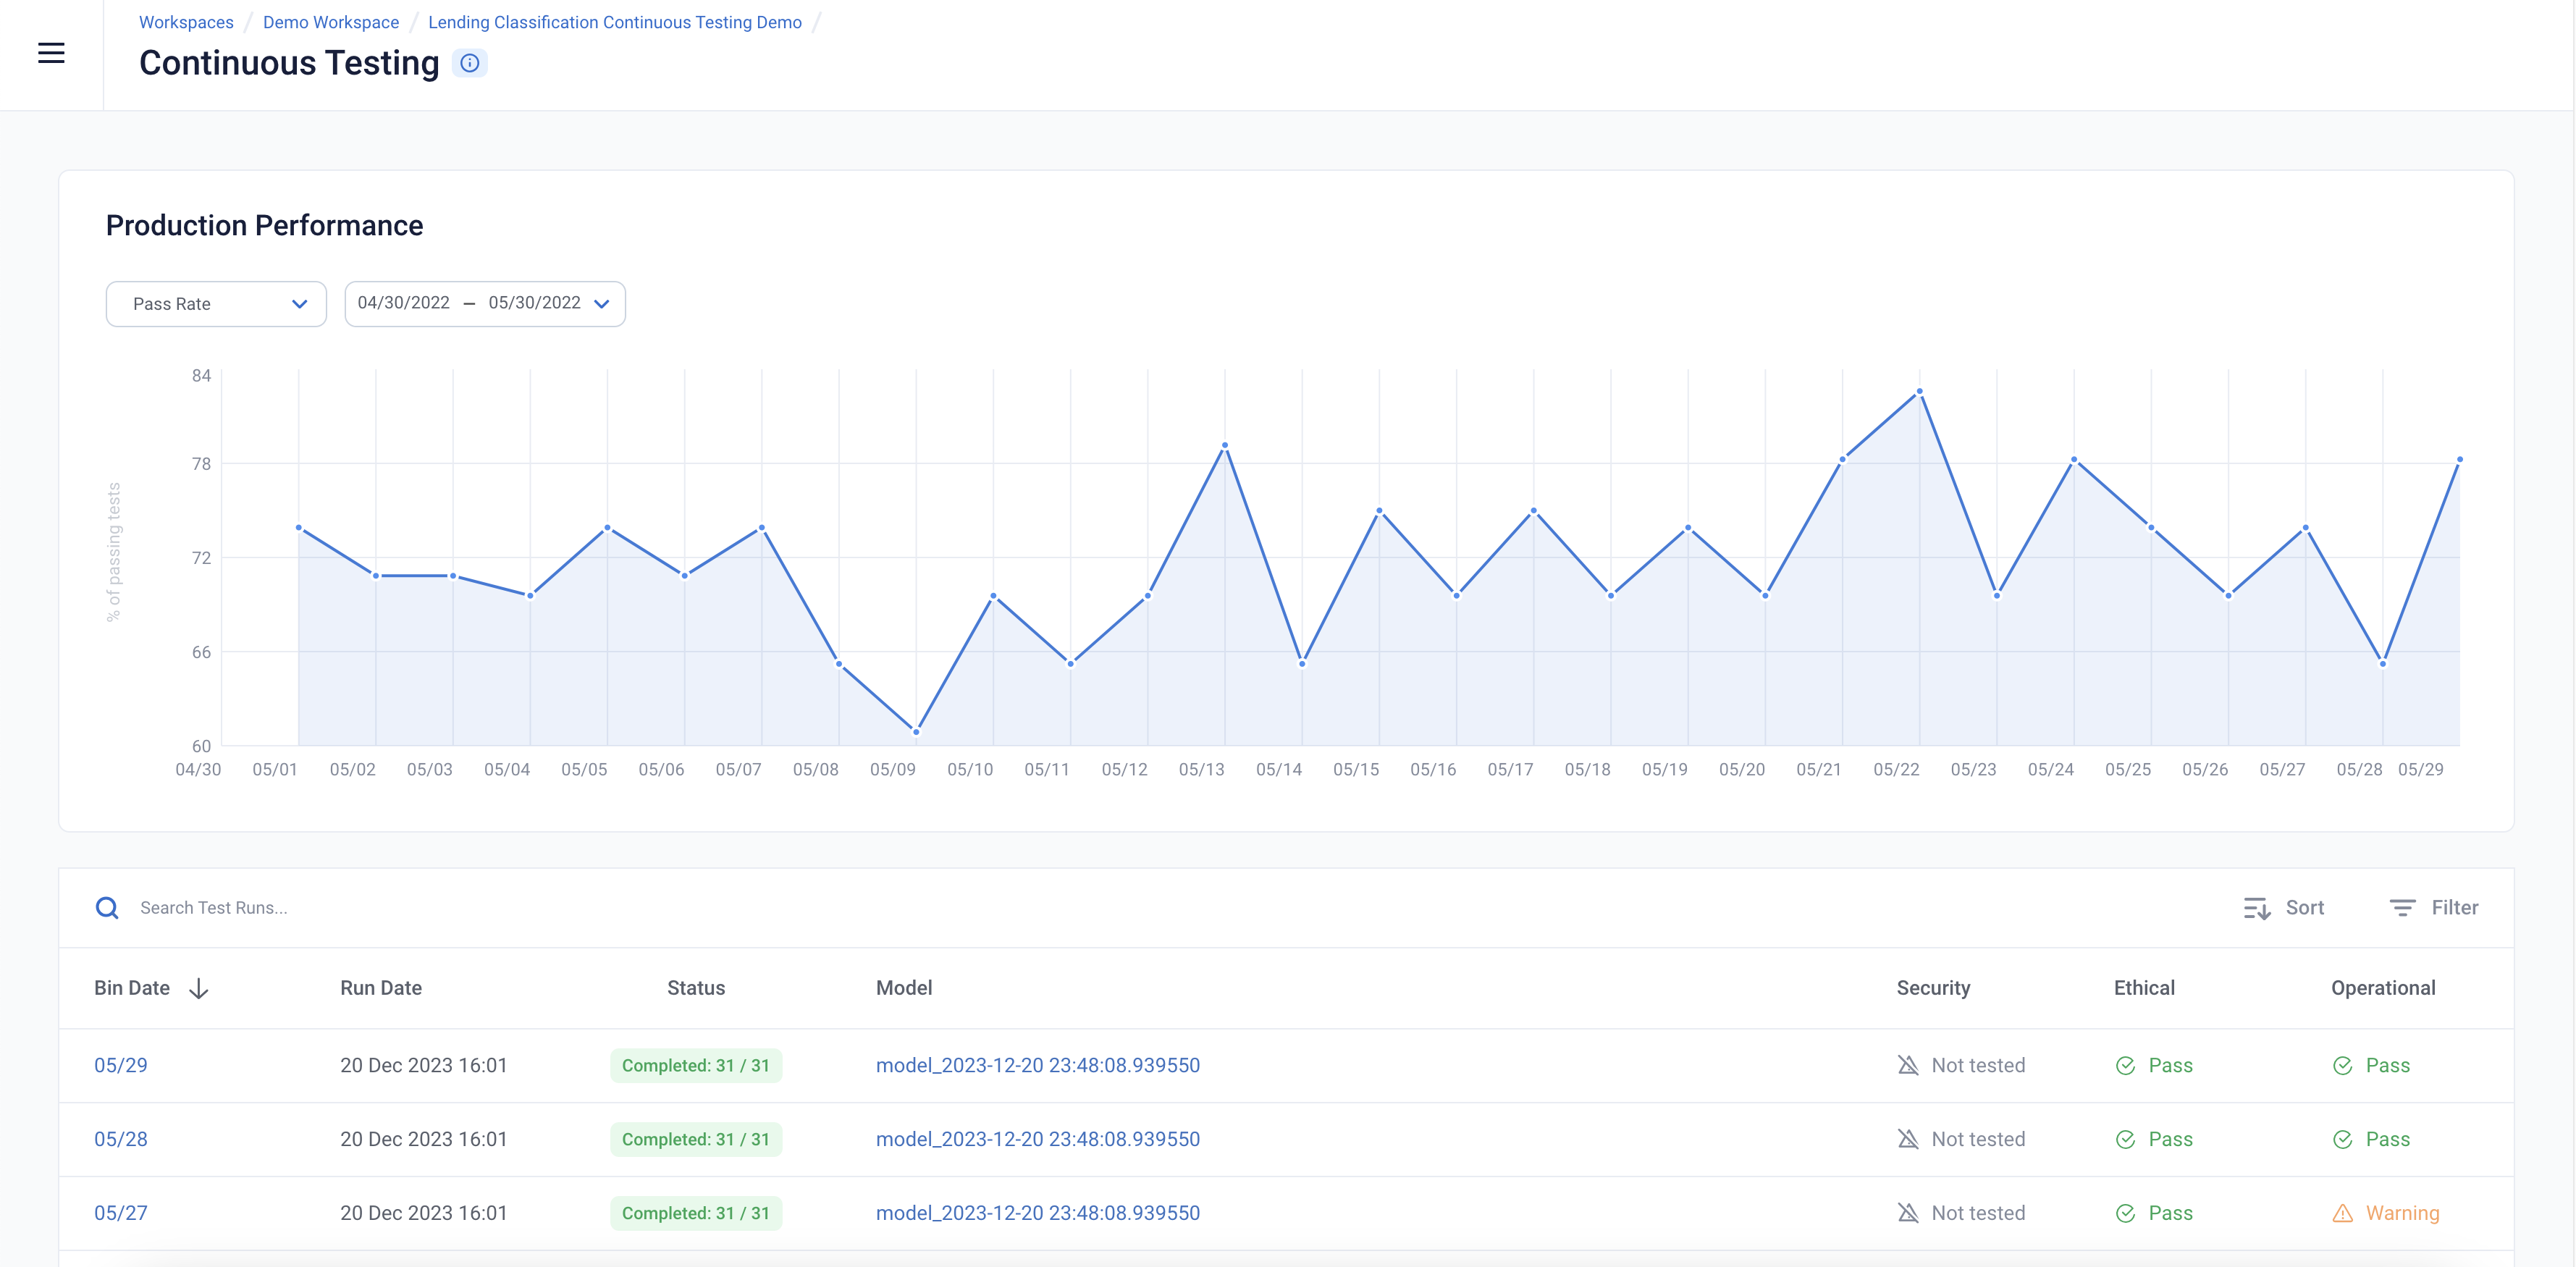 Workspaces / Demo Workspace / Lending Classification Continuous Testing Demo /
Continuous Testing
Production Performance
Pass Rate
04/30/2022 – 05/30/2022
% of passing tests
84
78
72
66
60
04/30 05/01 05/02 05/03 05/04 05/05 05/06 05/07 05/08 05/09 05/10 05/11 05/12 05/13 05/14 05/15 05/16 05/17 05/18 05/19 05/20 05/21 05/22 05/23 05/24 05/25 05/26 05/27 05/28 05/29
Search Test Runs... Sort Filter
Bin Date Run Date Status Model Security Ethical Operational
05/29 20 Dec 2023 16:01 Completed: 31 / 31 model_2023-12-20 23:48:08.939550 Not tested Pass Pass
05/28 20 Dec 2023 16:01 Completed: 31 / 31 model_2023-12-20 23:48:08.939550 Not tested Pass Pass
05/27 20 Dec 2023 16:01 Completed: 31 / 31 model_2023-12-20 23:48:08.939550 Not tested Pass Warning